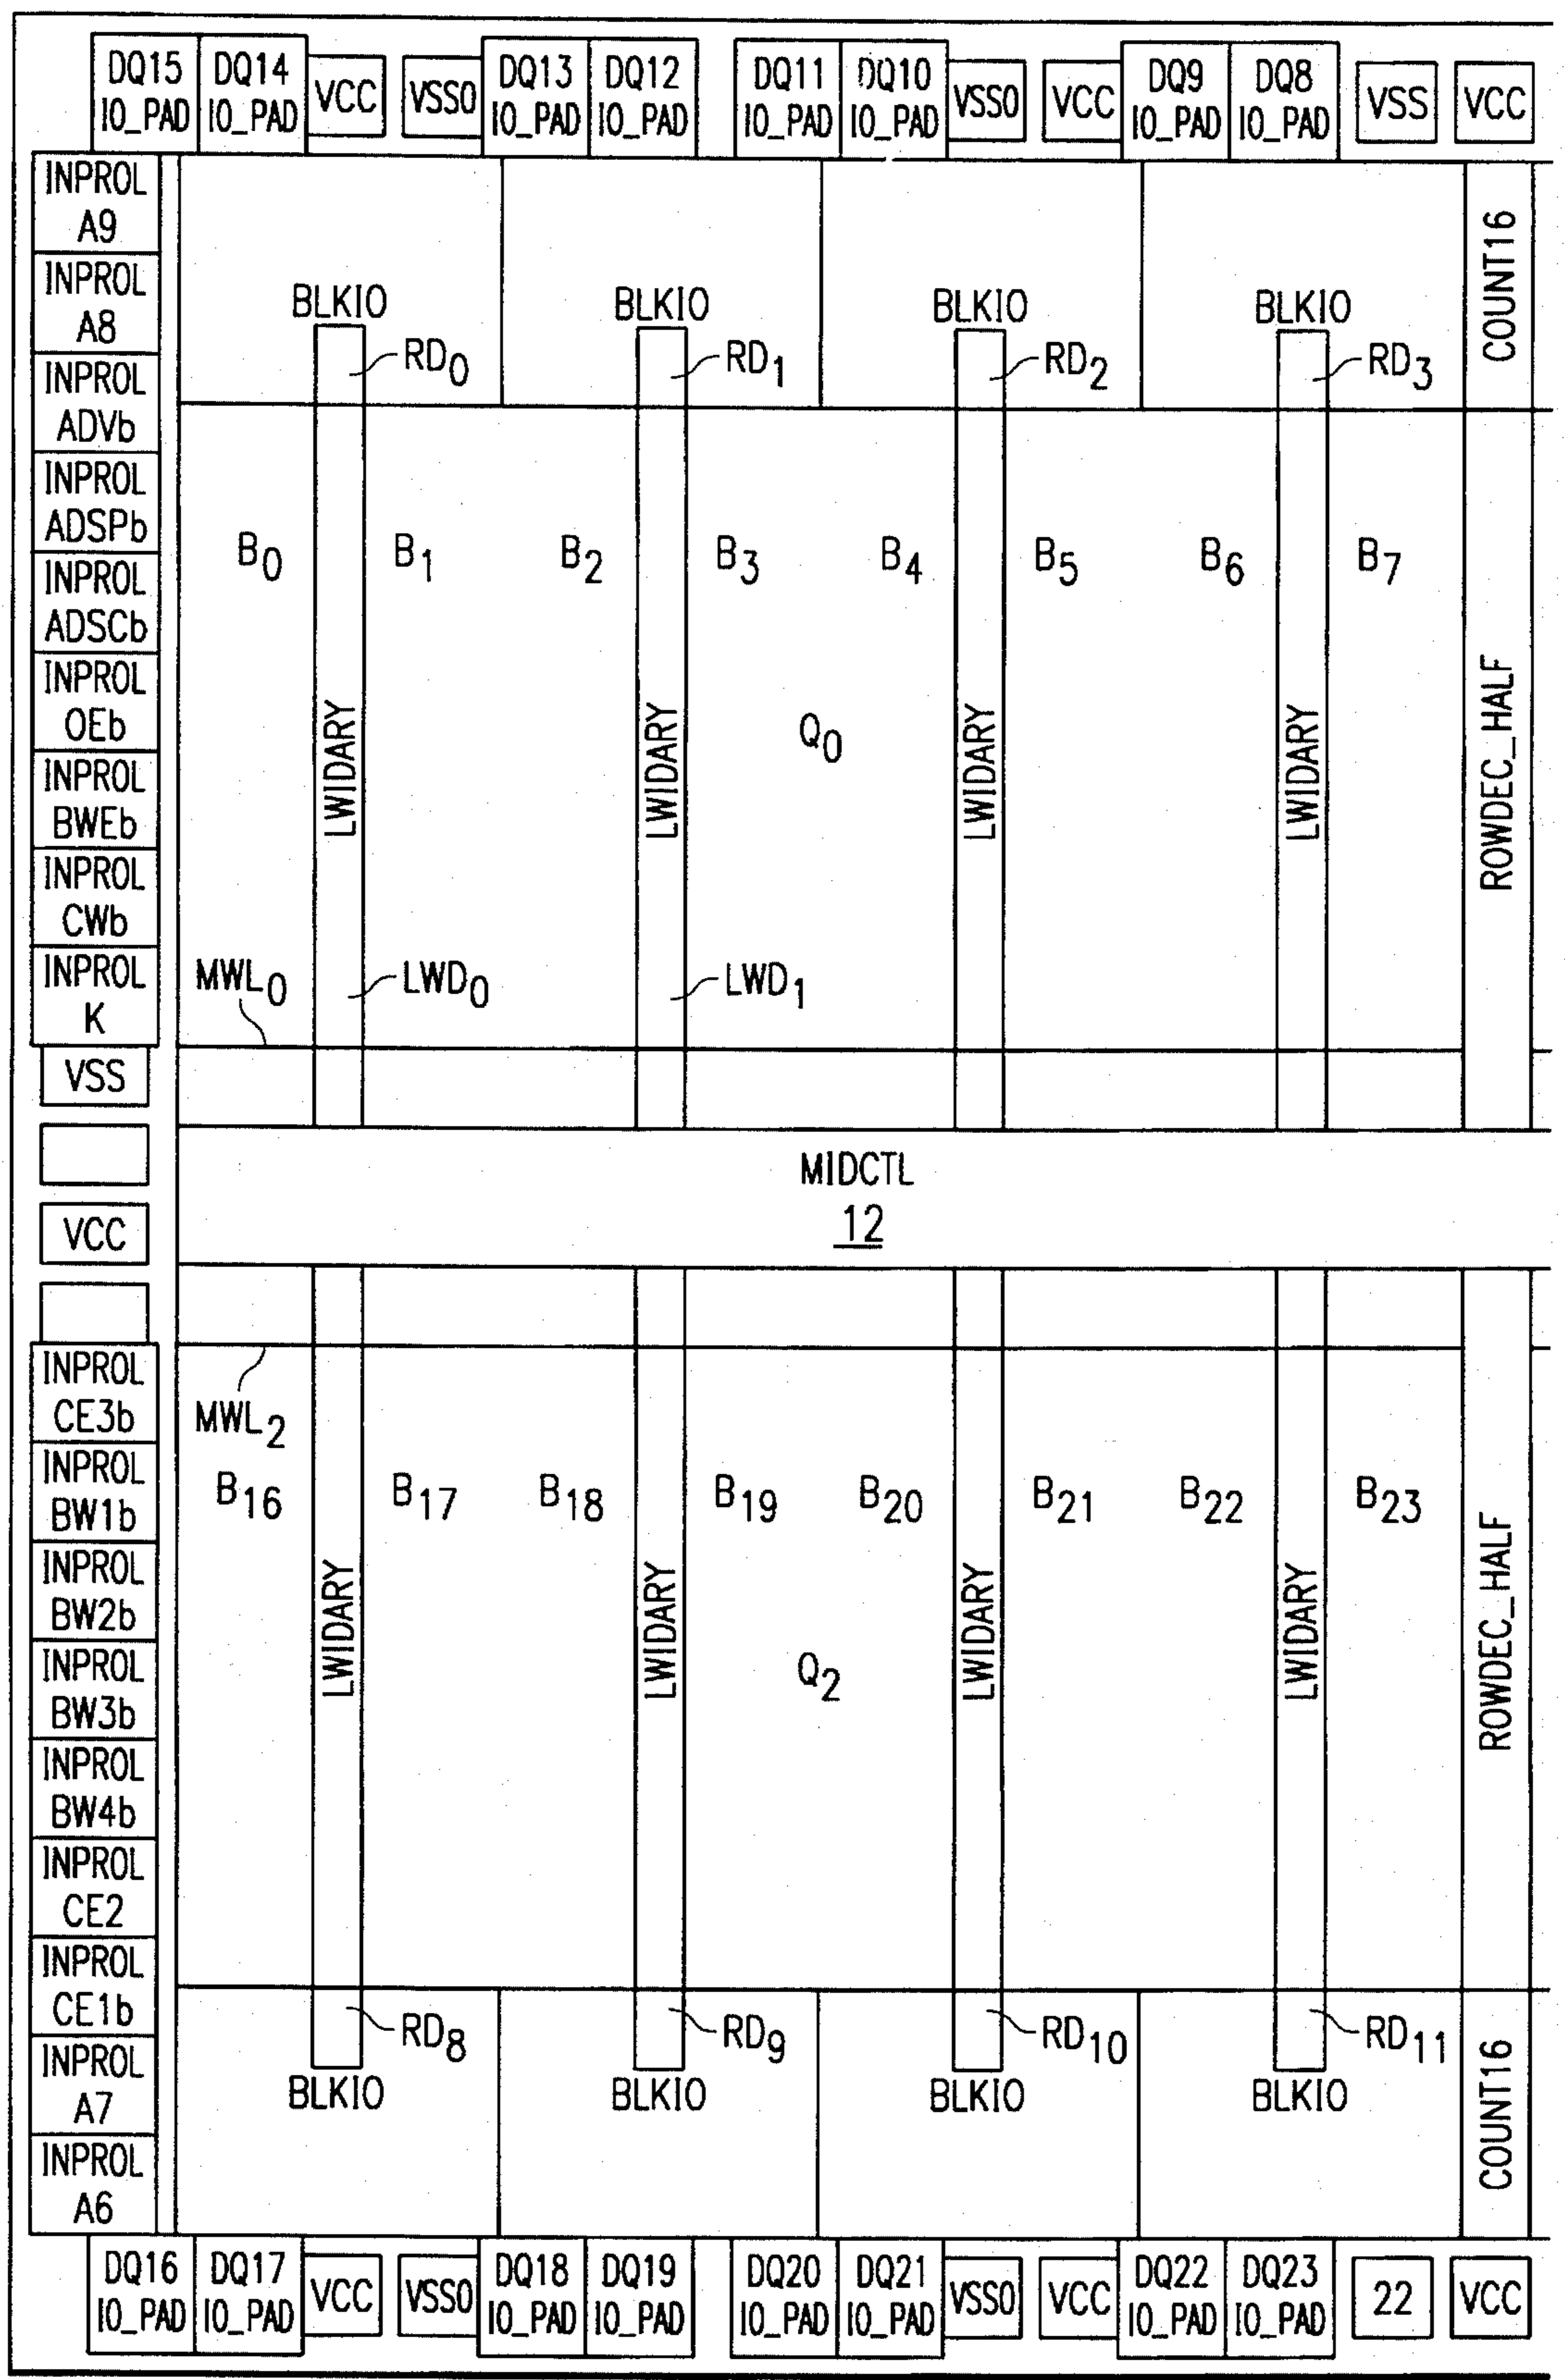 DQ15
IO_PAD
DQ14
IO_PAD
VCC
VSSO
DQ13
IO_PAD
DQ12
IO_PAD
DQ11
IO_PAD
DQ10
IO_PAD
VSSO
VCC
DQ9
IO_PAD
DQ8
IO_PAD
VSS
VCC
INPROL
A9
INPROL
A8
INPROL
ADVb
INPROL
ADSPb
INPROL
ADSCb
INPROL
OEb
INPROL
BWEb
INPROL
CWb
INPROL
K
VSS
VCC
INPROL
CE3b
INPROL
BW1b
INPROL
BW2b
INPROL
BW3b
INPROL
BW4b
INPROL
CE2
INPROL
CE1b
INPROL
A7
INPROL
A6
BLKIO
BLKIO
BLKIO
BLKIO
COUNT16
RD0
RD1
RD2
RD3
B0
B1
B2
B3
B4
B5
B6
B7
LWIDARY
LWIDARY
Q0
LWIDARY
LWIDARY
ROWDEC_HALF
MWL0
LWD0
LWD1
MIDCTL
12
MWL2
B16
B17
B18
B19
B20
B21
B22
B23
LWIDARY
LWIDARY
Q2
LWIDARY
LWIDARY
ROWDEC_HALF
RD8
RD9
RD10
RD11
BLKIO
BLKIO
BLKIO
BLKIO
COUNT16
DQ16
IO_PAD
DQ17
IO_PAD
VCC
VSSO
DQ18
IO_PAD
DQ19
IO_PAD
DQ20
IO_PAD
DQ21
IO_PAD
VSSO
VCC
DQ22
IO_PAD
DQ23
IO_PAD
22
VCC